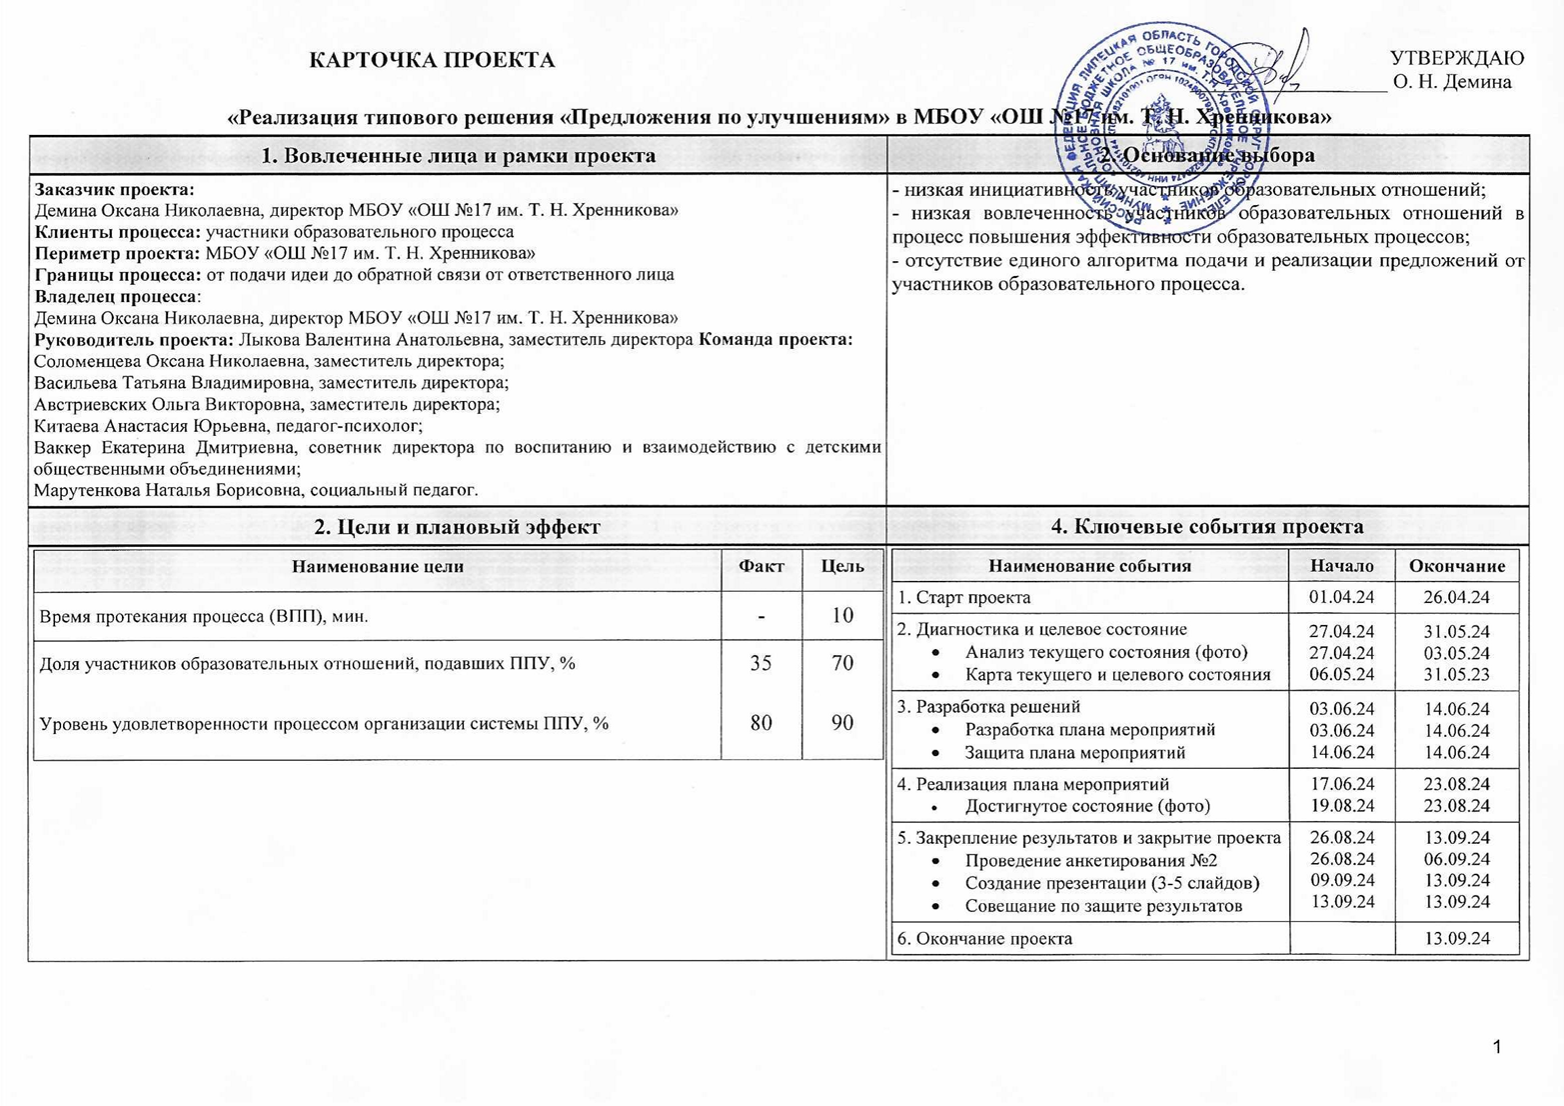 КАРТОЧКА ПРОЕКТА
УТВЕРЖДАЮ
О. Н. Демина
«Реализация типового решения «Предложения по улучшениям» в МБОУ «ОШ №17 им. Т. Н. Хренникова»
1. Вовлеченные лица и рамки проекта
Заказчик проекта:
Демина Оксана Николаевна, директор МБОУ «ОШ №17 им. Т. Н. Хренникова»
Клиенты процесса: участники образовательного процесса
Периметр проекта: МБОУ «ОШ №17 им. Т. Н. Хренникова»
Границы процесса: от подачи идеи до обратной связи от ответственного лица
Владелец процесса:
Демина Оксана Николаевна, директор МБОУ «ОШ №17 им. Т. Н. Хренникова»
Руководитель проекта: Лыкова Валентина Анатольевна, заместитель директора Команда проекта:
Соломенцева Оксана Николаевна, заместитель директора;
Васильева Татьяна Владимировна, заместитель директора;
Австриевских Ольга Викторовна, заместитель директора;
Китаева Анастасия Юрьевна, педагог-психолог;
Ваккер Екатерина Дмитриевна, советник директора по воспитанию и взаимодействию с детскими
общественными объединениями;
Марутенкова Наталья Борисовна, социальный педагог.
2. Основание выбора
- низкая инициативность участников образовательных отношений;
- низкая вовлеченность участников образовательных отношений в
процесс повышения эффективности образовательных процессов;
- отсутствие единого алгоритма подачи и реализации предложений от
участников образовательного процесса.
2. Цели и плановый эффект
Наименование цели Факт Цель
Время протекания процесса (ВПП), мин. - 10
Доля участников образовательных отношений, подавших ППУ, % 35 70
Уровень удовлетворенности процессом организации системы ППУ, % 80 90
4. Ключевые события проекта
Наименование события Начало Окончание
1. Старт проекта 01.04.24 26.04.24
2. Диагностика и целевое состояние 27.04.24 31.05.24
• Анализ текущего состояния (фото) 27.04.24 03.05.24
• Карта текущего и целевого состояния 06.05.24 31.05.23
3. Разработка решений 03.06.24 14.06.24
• Разработка плана мероприятий 03.06.24 14.06.24
• Защита плана мероприятий 14.06.24 14.06.24
4. Реализация плана мероприятий 17.06.24 23.08.24
• Достигнутое состояние (фото) 19.08.24 23.08.24
5. Закрепление результатов и закрытие проекта 26.08.24 13.09.24
• Проведение анкетирования №2 26.08.24 06.09.24
• Создание презентации (3-5 слайдов) 09.09.24 13.09.24
• Совещание по защите результатов 13.09.24 13.09.24
6. Окончание проекта 13.09.24
1